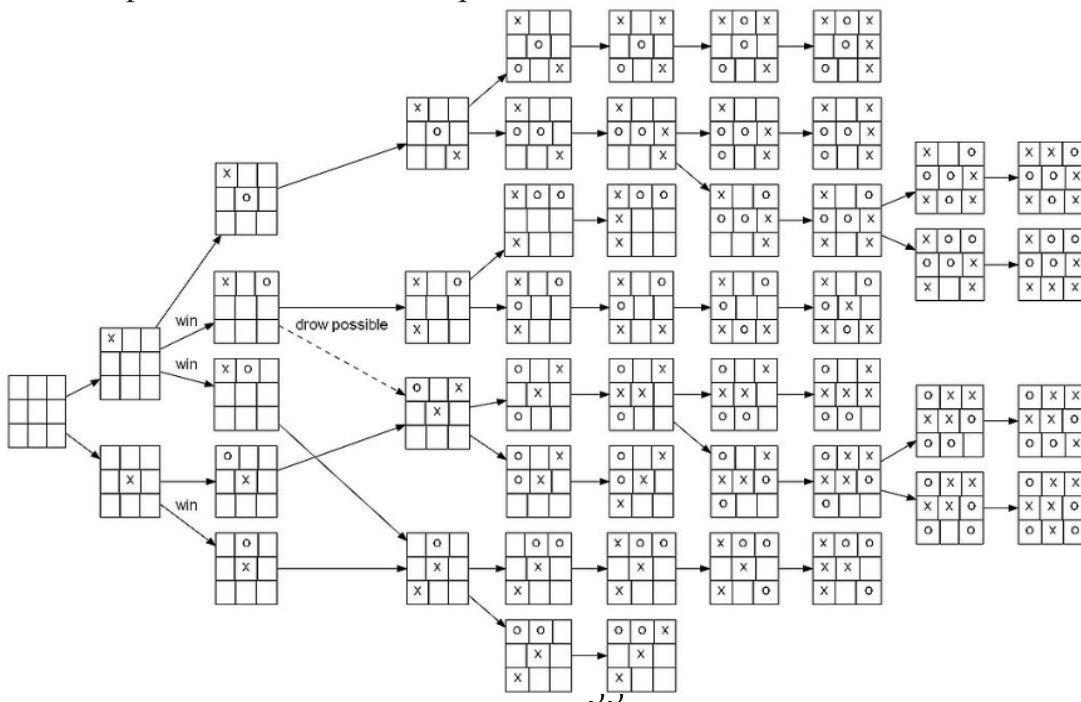 X X X O X X O X
O O O O X
O X O X O X O X
X X X X X
O O O O O X O O X O O X
X X X O X O X
X O X X O
X
O O X O O X
O X O O X O O X O X O
X O X X O X
X O O X O O X
X O O X O O
X X X X X
O O X O O X
X O X O X O X O X O X O
X X X X X
O O O O X
win
drow possible
X X X X X O X X O X
X
win
X O O X O X O X O X
O X
O X X O X X
X X X X X X X X
X
X X O X X O
O O O O O O
O O O O X
O X O X O X O X O X
X X O X O X X X O X X O
O X X O X X
win
X O O
X X O X X O
O O O X O
O O O O X O O X O O X O O
X X X X X X X
X X X X O X O
O O O O X
X X
X X